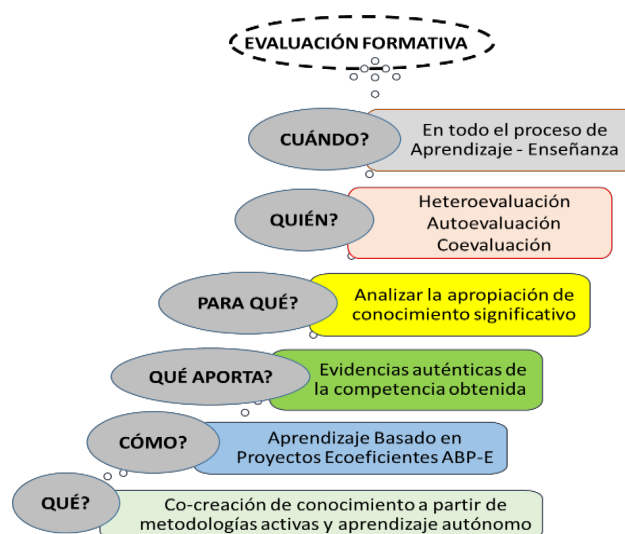 EVALUACIÓN FORMATIVA
CUÁNDO?
En todo el proceso de
Aprendizaje - Enseñanza
QUIÉN?
Heteroevaluación
Autoevaluación
Coevaluación
PARA QUÉ?
Analizar la apropiación de
conocimiento significativo
QUÉ APORTA?
Evidencias auténticas de
la competencia obtenida
CÓMO?
Aprendizaje Basado en
Proyectos Ecoeficientes ABP-E
QUÉ?
Co-creación de conocimiento a partir de
metodologías activas y aprendizaje autónomo